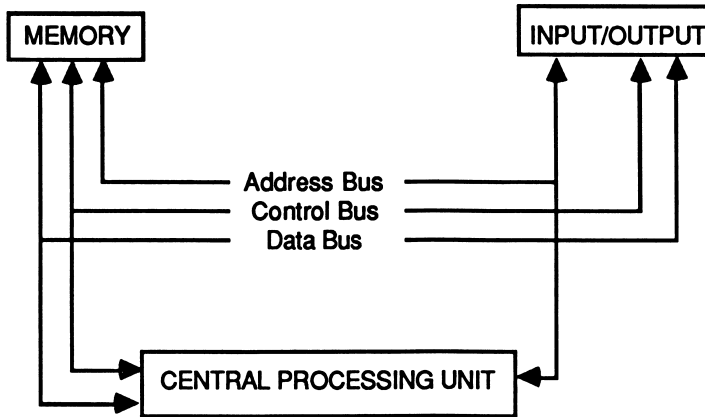 MEMORY
INPUT/OUTPUT
Address Bus
Control Bus
Data Bus
CENTRAL PROCESSING UNIT